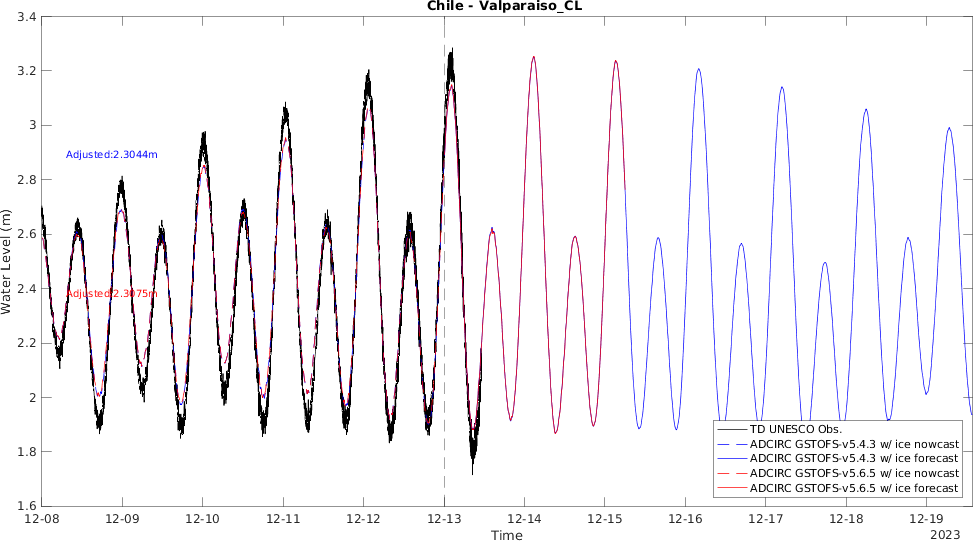 Chile - Valparaiso_CL
3.4
3.2
3
2.8
2.6
2.4
2.2
2
1.8
1.6
Water Level (m)
Adjusted:2.3044m
Adjusted:2.3075m
TD UNESCO Obs.
ADCIRC GSTOFS-v5.4.3 w/ ice nowcast
ADCIRC GSTOFS-v5.4.3 w/ ice forecast
ADCIRC GSTOFS-v5.6.5 w/ ice nowcast
ADCIRC GSTOFS-v5.6.5 w/ ice forecast
12-08 12-09 12-10 12-11 12-12 12-13 12-14 12-15 12-16 12-17 12-18 12-19
2023
Time